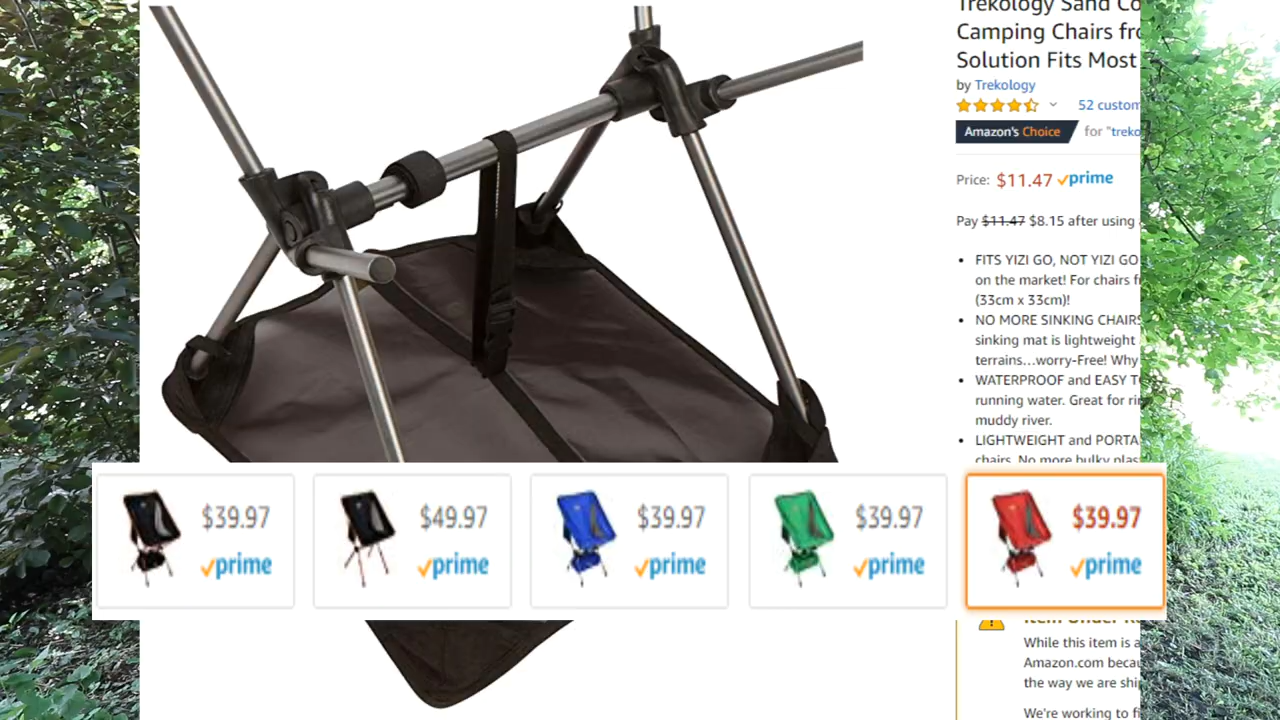 Trekology Sand Co
Camping Chairs fro
Solution Fits Most
by Trekology
52 custom
Amazon's Choice for "treko
Price: $11.47 prime
Pay $11.47 $8.15 after using
• FITS YIZI GO, NOT YIZI GO
on the market! For chairs f
(33cm x 33cm)!
• NO MORE SINKING CHAIRS
sinking mat is lightweight
terrains...worry-Free! Why
• WATERPROOF and EASY T
running water. Great for ri
muddy river.
• LIGHTWEIGHT and PORTA
chairs. No more bulky plas
$39.97 $49.97 $39.97 $39.97 $39.97
prime prime prime prime prime
Item Under R
While this item is a
Amazon.com becau
the way we are ship
We're working to fi